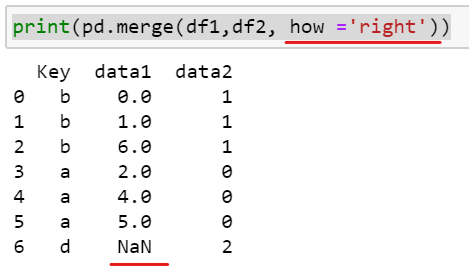 print(pd.merge(df1,df2, how ='right'))
Key data1 data2
0 b 0.0 1
1 b 1.0 1
2 b 6.0 1
3 a 2.0 0
4 a 4.0 0
5 a 5.0 0
6 d NaN 2